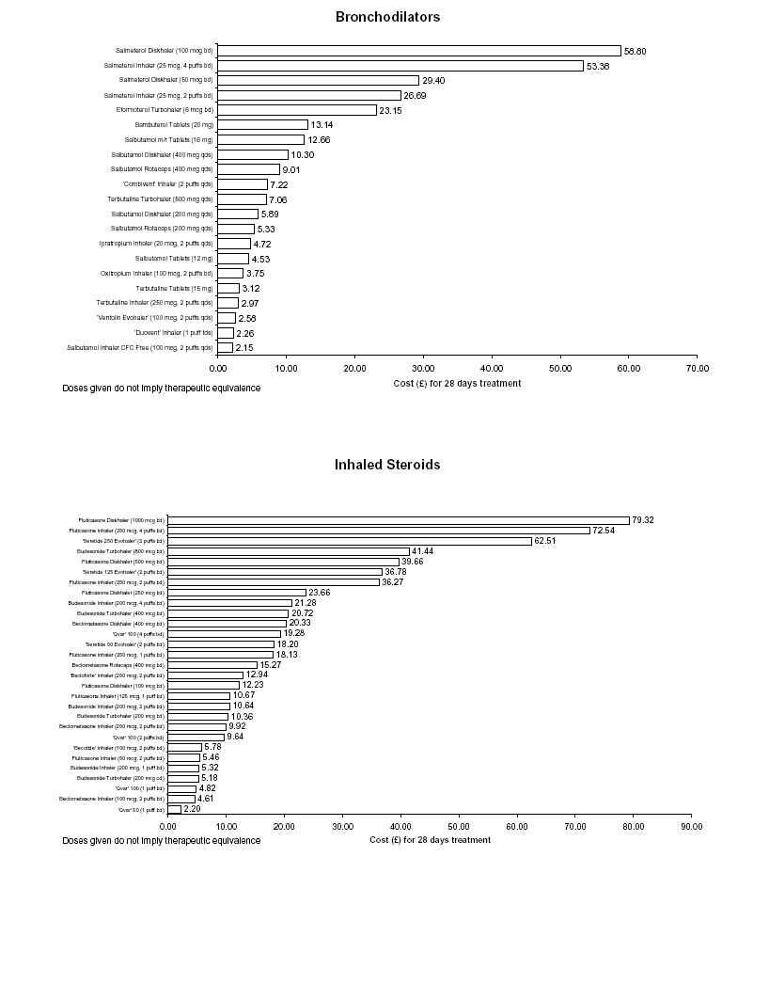 Bronchodilators
Salmeterol Diskhaler (100 mcg bd) 58.80
Salmeterol Inhaler (25 mcg, 4 puffs bd) 53.38
Salmeterol Diskhaler (50 mcg bd) 29.40
Salmeterol Inhaler (25 mcg, 2 puffs bd) 26.69
Eformoterol Turbohaler (6 mcg bd) 23.15
Bambuterol Tablets (20 mg) 13.14
Salbutamol m/r Tablets (16 mg) 12.66
Salbutamol Diskhaler (400 mcg qds) 10.30
Salbutamol Rotacaps (400 mcg qds) 9.01
'Combivent' Inhaler (2 puffs qds) 7.22
Terbutaline Turbohaler (500 mcg qds) 7.06
Salbutamol Diskhaler (200 mcg qds) 5.89
Salbutamol Rotacaps (200 mcg qds) 5.33
Ipratropium Inhaler (20 mcg, 2 puffs qds) 4.72
Salbutamol Tablets (12 mg) 4.53
Oxitropium Inhaler (100 mcg, 2 puffs bd) 3.75
Terbutaline Tablets (15 mg) 3.12
Terbutaline Inhaler (250 mcg, 2 puffs qds) 2.97
'Ventolin Evohaler' (100 mcg, 2 puffs qds) 2.58
'Duovent' Inhaler (1 puff tds) 2.26
Salbutamol Inhaler CFC Free (100 mcg, 2 puffs qds) 2.15
0.00 10.00 20.00 30.00 40.00 50.00 60.00 70.00
Cost (£) for 28 days treatment
Doses given do not imply therapeutic equivalence
Inhaled Steroids
Fluticasone Diskhaler (1000 mcg bd) 79.32
Fluticasone Inhaler (250 mcg, 4 puffs bd) 72.54
'Seretide 250 Evohaler' (2 puffs bd) 62.51
Budesonide Turbohaler (800 mcg bd) 41.44
Fluticasone Diskhaler (500 mcg bd) 39.66
'Seretide 125 Evohaler' (2 puffs bd) 36.78
Fluticasone Inhaler (250 mcg, 2 puffs bd) 36.27
Fluticasone Diskhaler (250 mcg bd) 23.66
Budesonide Inhaler (200 mcg, 4 puffs bd) 21.28
Budesonide Turbohaler (400 mcg bd) 20.72
Beclometasone Diskhaler (400 mcg bd) 20.33
'Qvar' 100 (4 puffs bd) 19.28
'Seretide 50 Evohaler' (2 puffs bd) 18.20
Fluticasone Inhaler (250 mcg, 1 puffs bd) 18.13
Beclometasone Rotacaps (400 mcg bd) 15.27
'Becloforte' Inhaler (250 mcg, 2 puffs bd) 12.94
Fluticasone Diskhaler (100 mcg bd) 12.23
Fluticasone Inhaler (125 mcg, 1 puff bd) 10.67
Budesonide Inhaler (200 mcg, 2 puffs bd) 10.64
Budesonide Turbohaler (200 mcg bd) 10.36
Beclometasone Inhaler (250 mcg, 2 puffs bd) 9.92
'Qvar' 100 (2 puffs bd) 9.64
'Becotide' Inhaler (100 mcg, 2 puffs bd) 5.78
Fluticasone Inhaler (50 mcg, 2 puffs bd) 5.46
Budesonide Inhaler (200 mcg, 1 puff bd) 5.32
Budesonide Turbohaler (200 mcg od) 5.18
'Qvar' 100 (1 puff bd) 4.82
Beclometasone Inhaler (100 mcg, 2 puffs bd) 4.61
'Qvar' 50 (1 puff bd) 2.20
0.00 10.00 20.00 30.00 40.00 50.00 60.00 70.00 80.00 90.00
Cost (£) for 28 days treatment
Doses given do not imply therapeutic equivalence